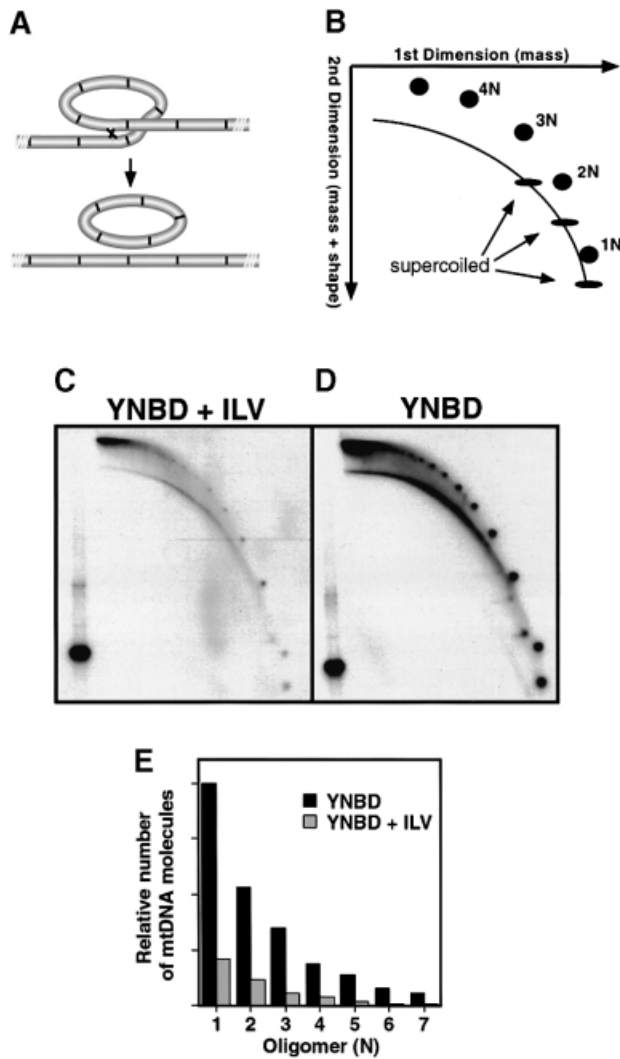 A
B
1st Dimension (mass)
2nd Dimension (mass + shape)
4N
3N
2N
1N
supercoiled
C
YNBD + ILV
D
YNBD
E
Relative number
of mtDNA molecules
YNBD
YNBD + ILV
1 2 3 4 5 6 7
Oligomer (N)